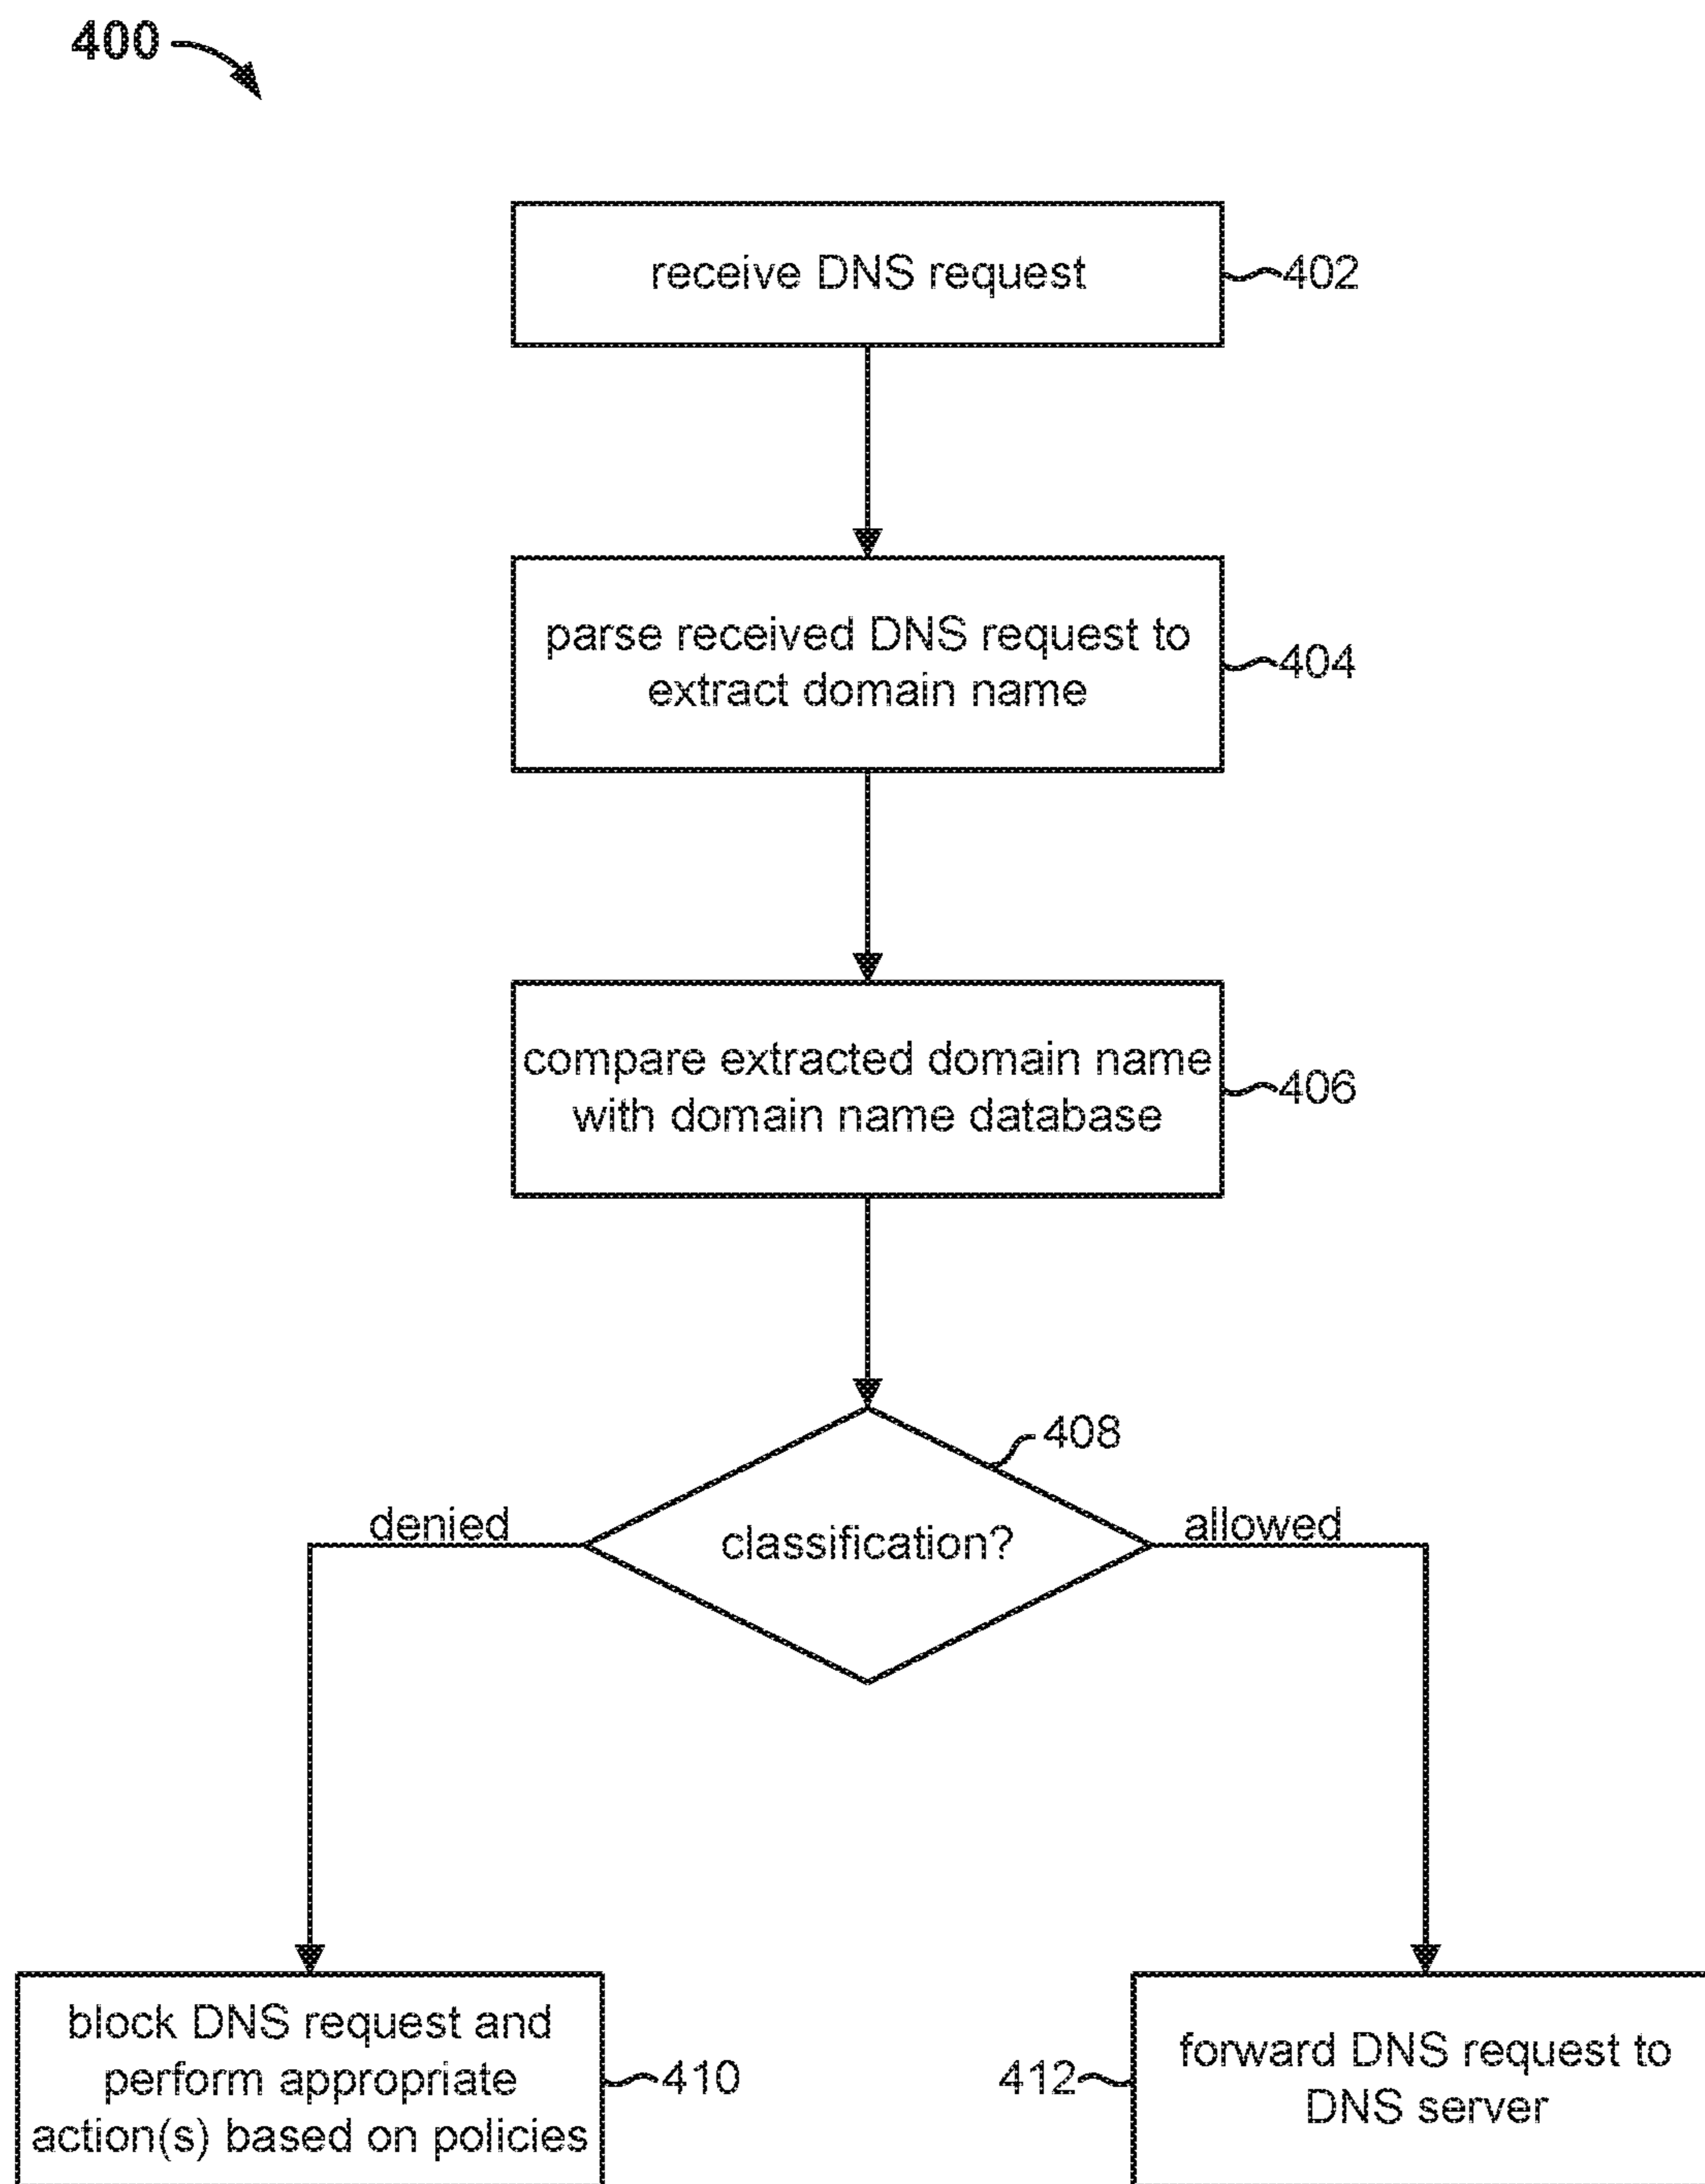 400
receive DNS request
402
parse received DNS request to
extract domain name
404
compare extracted domain name
with domain name database
406
408
classification?
denied
allowed
block DNS request and
perform appropriate
action(s) based on policies
410
412
forward DNS request to
DNS server